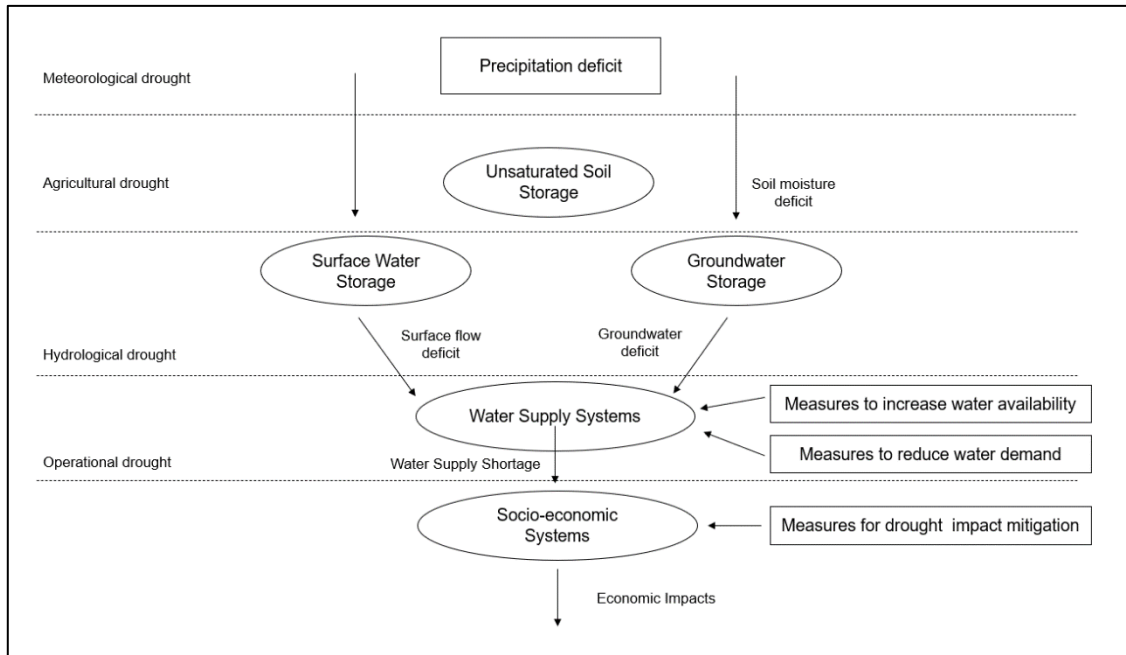 Precipitation deficit
Meteorological drought
Unsaturated Soil
Storage
Agricultural drought
Soil moisture
deficit
Surface Water
Storage
Groundwater
Storage
Surface flow
deficit
Groundwater
deficit
Hydrological drought
Water Supply Systems
Measures to increase water availability
Measures to reduce water demand
Operational drought
Water Supply Shortage
Socio-economic
Systems
Measures for drought impact mitigation
Economic Impacts